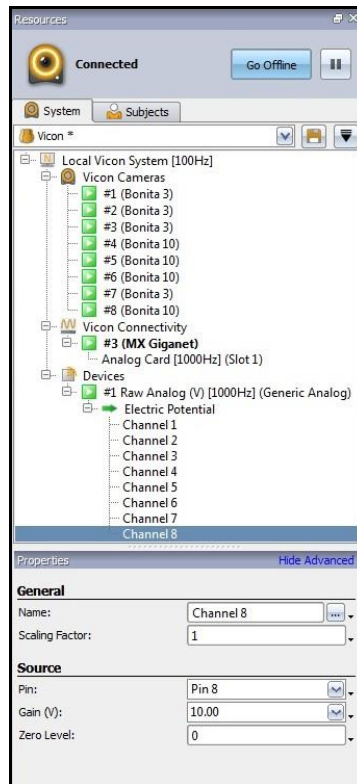 Resources
Connected
Go Offline
System
Subjects
Vicon *
Local Vicon System [100Hz]
Vicon Cameras
#1 (Bonita 3)
#2 (Bonita 3)
#3 (Bonita 3)
#4 (Bonita 10)
#5 (Bonita 10)
#6 (Bonita 10)
#7 (Bonita 3)
#8 (Bonita 10)
Vicon Connectivity
#3 (MX Giganet)
Analog Card [1000Hz] (Slot 1)
Devices
#1 Raw Analog (V) [1000Hz] (Generic Analog)
Electric Potential
Channel 1
Channel 2
Channel 3
Channel 4
Channel 5
Channel 6
Channel 7
Channel 8
Properties Hide Advanced
General
Name: Channel 8 ...
Scaling Factor: 1
Source
Pin: Pin 8
Gain (V): 10.00
Zero Level: 0